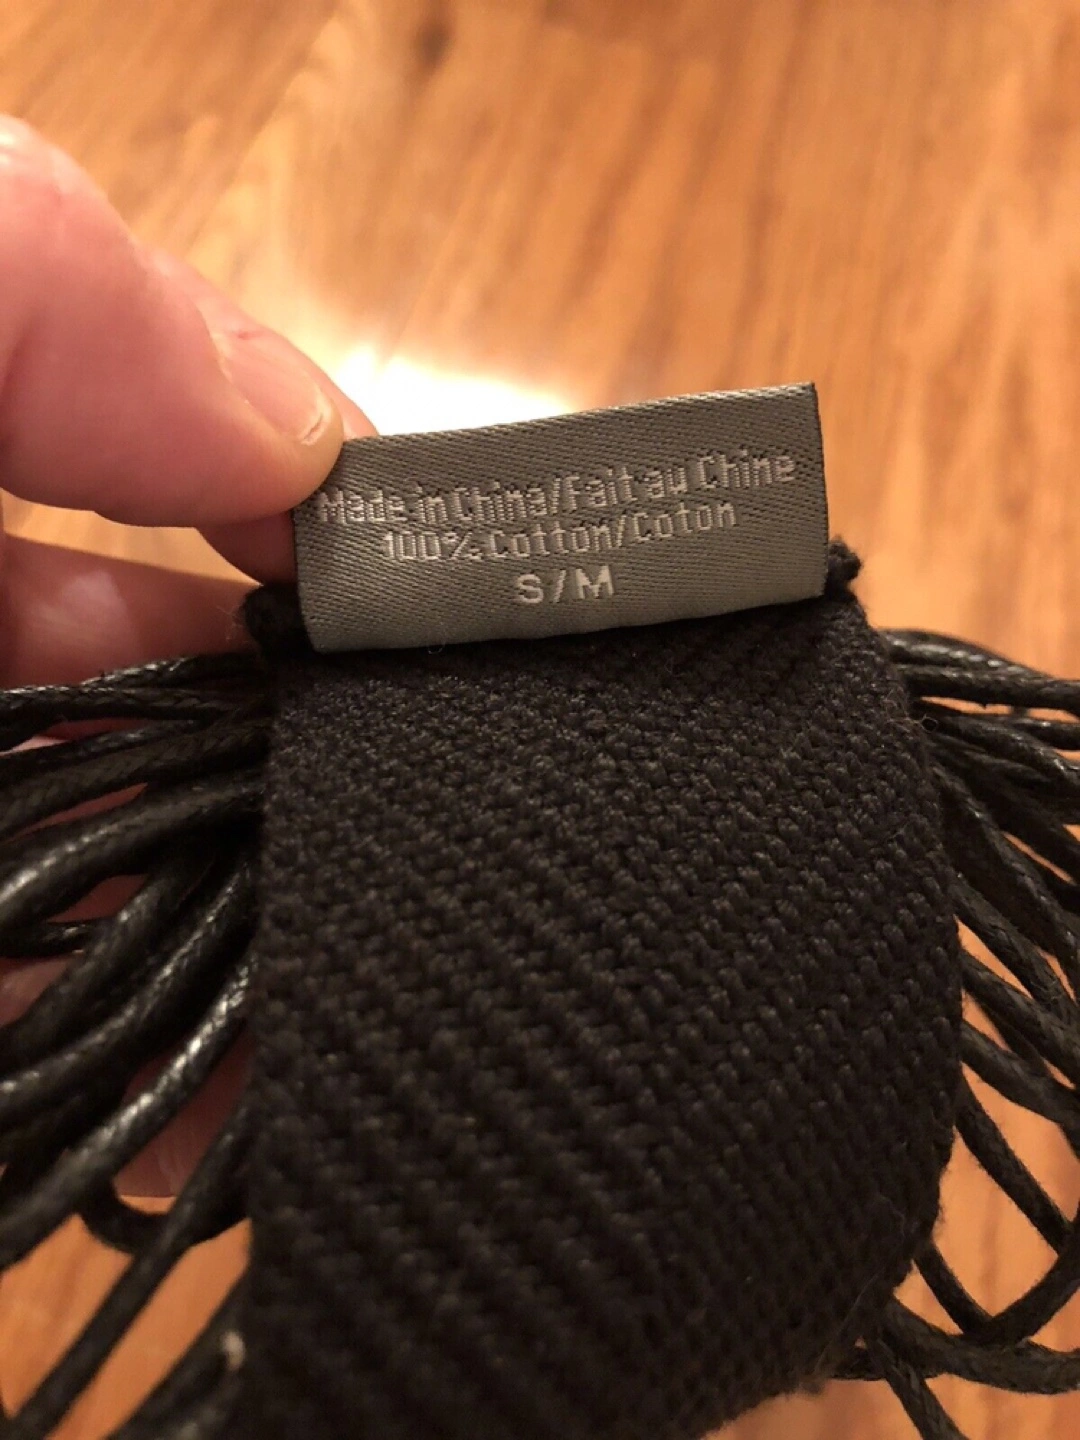 Made in China/Fait au Chine
100% Cotton/Coton
S/M